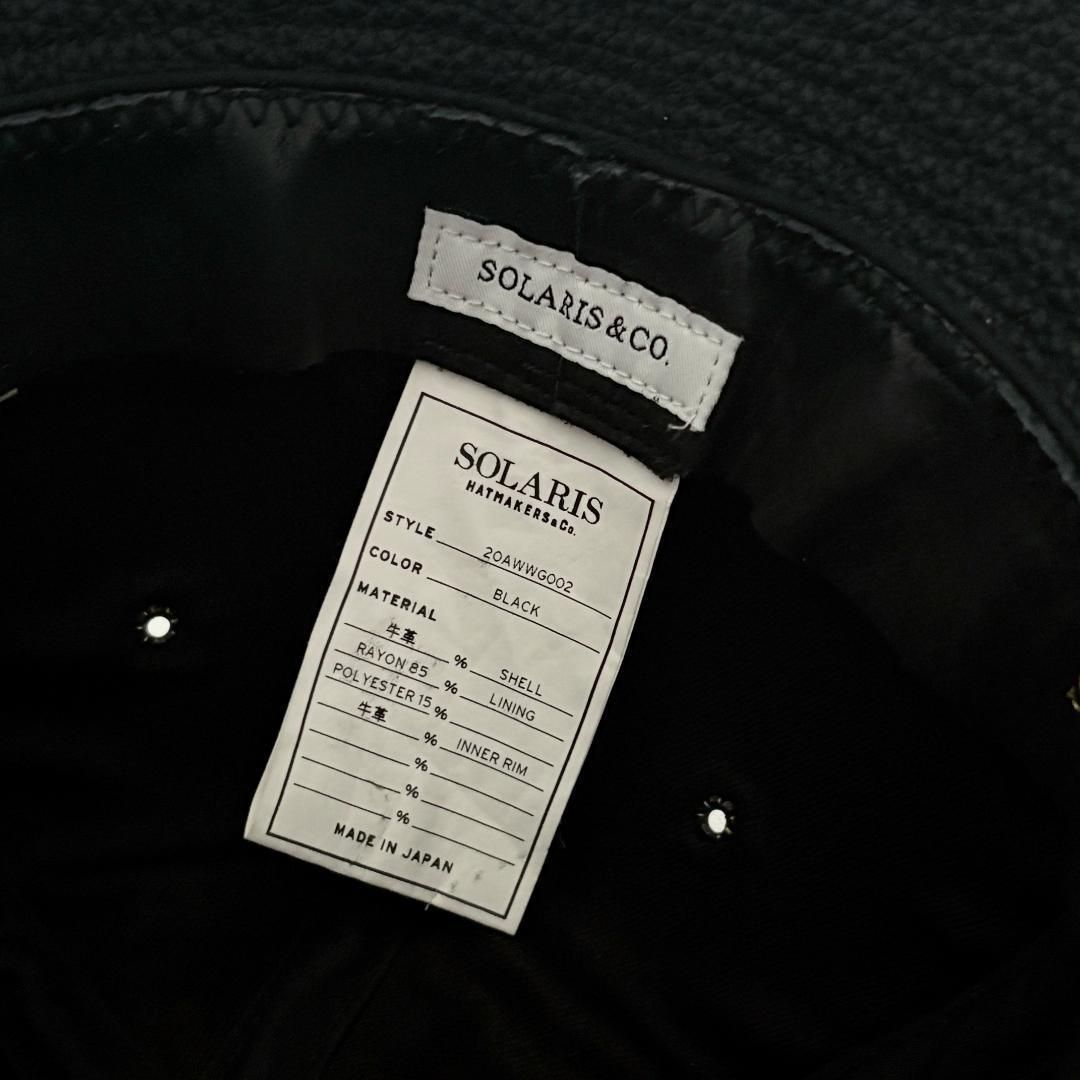 SOLARIS&CO.
SOLARIS
HATMAKERS&Co.
STYLE 20AWWG002
COLOR BLACK
MATERIAL
牛革 % SHELL
RAYON 85 % LINING
POLYESTER 15 %
牛革 % INNER RIM
%
%
%
MADE IN JAPAN